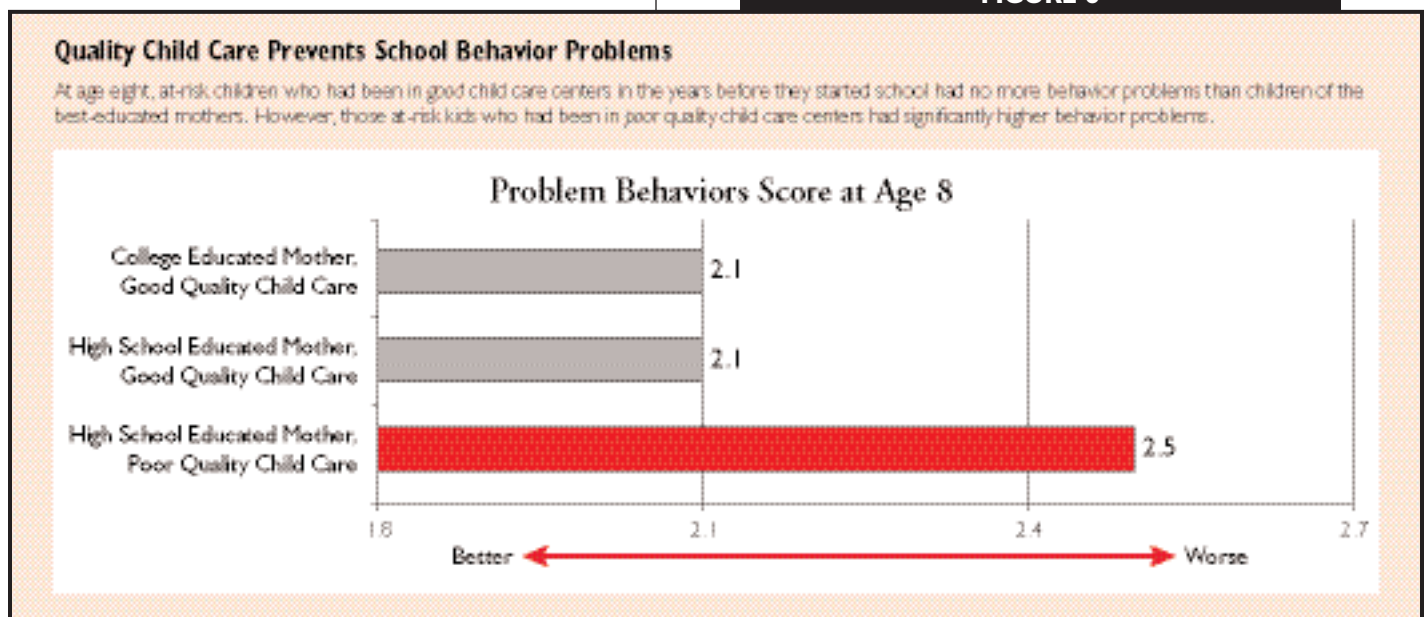 Quality Child Care Prevents School Behavior Problems
At age eight, at-risk children who had been in good child care centers in the years before they started school had no more behavior problems than children of the
best-educated mothers. However, those at-risk kids who had been in poor quality child care centers had significantly higher behavior problems.
Problem Behaviors Score at Age 8
College Educated Mother,
Good Quality Child Care
2.1
High School Educated Mother,
Good Quality Child Care
2.1
High School Educated Mother,
Poor Quality Child Care
2.5
1.8 2.1 2.4 2.7
Better Worse